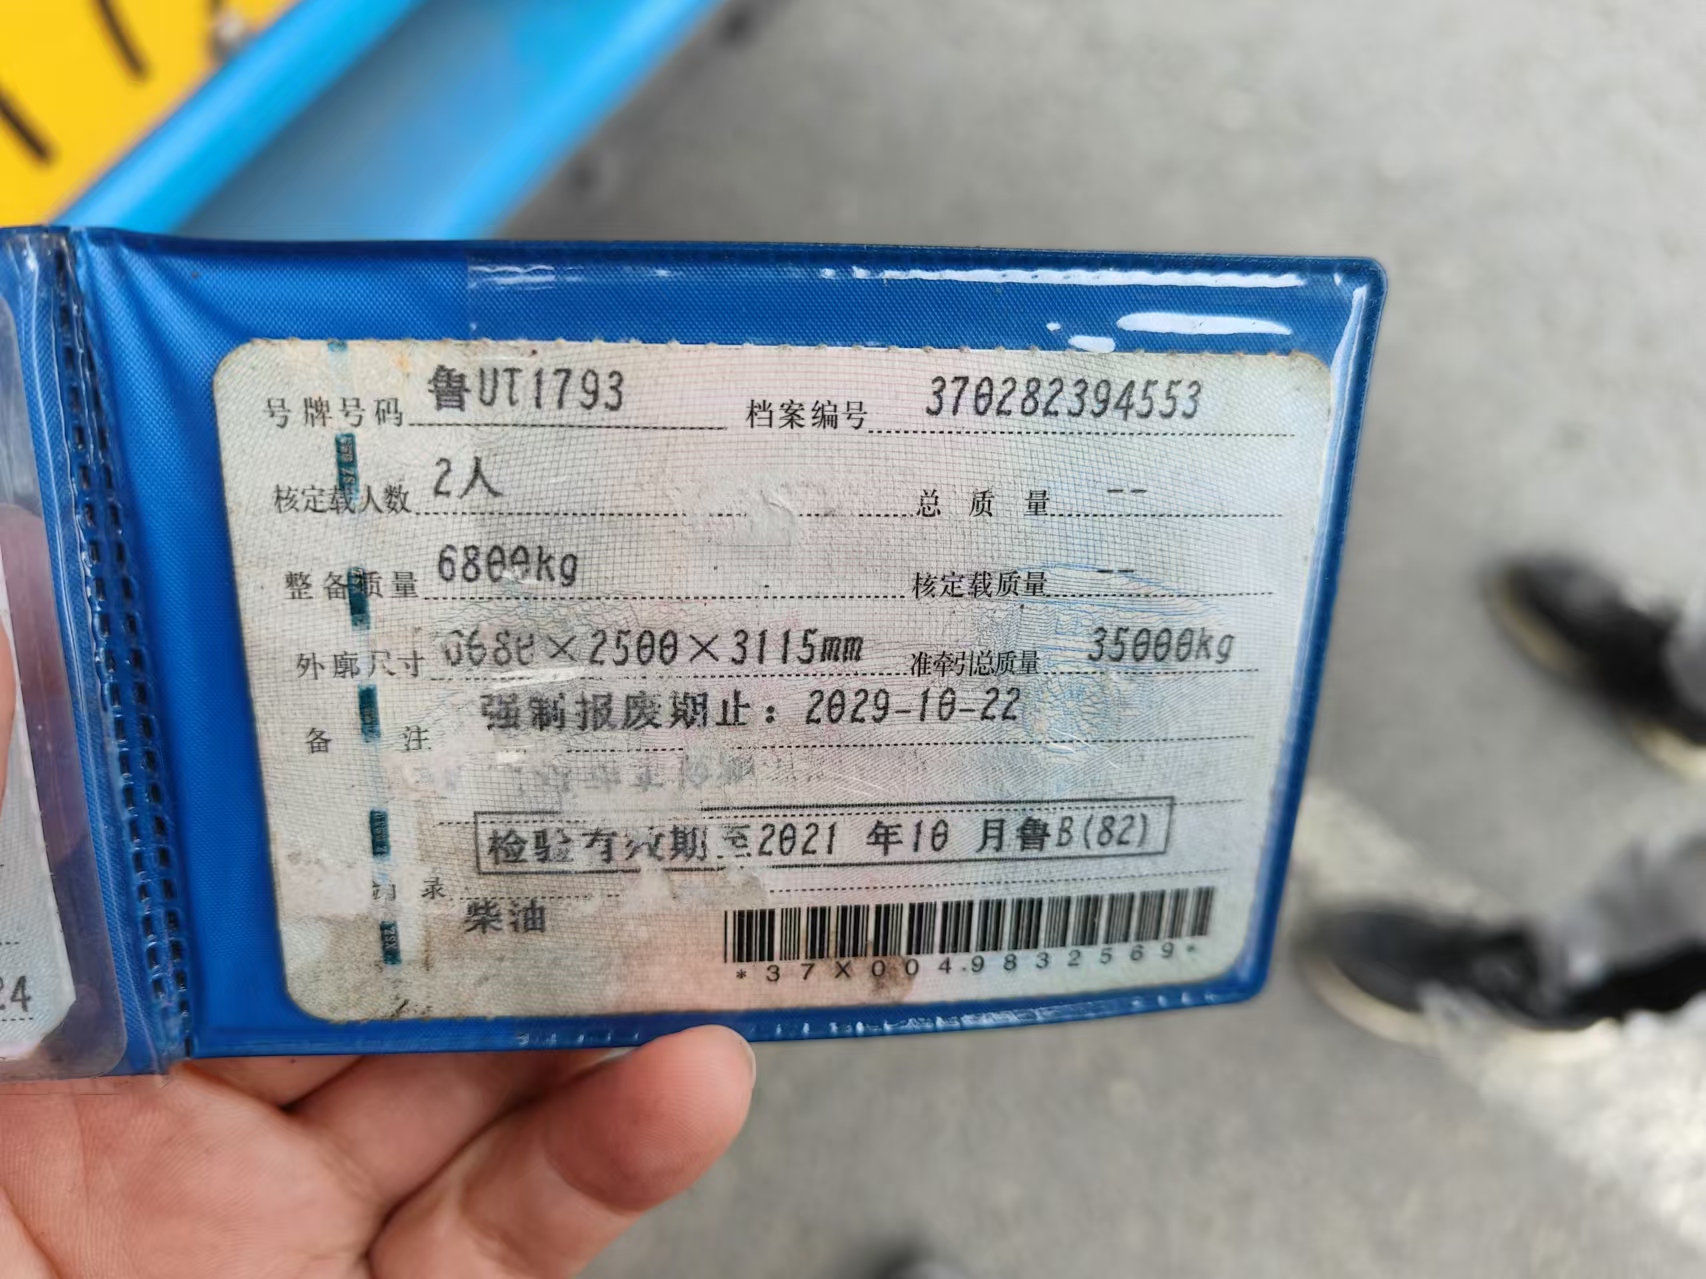 号牌号码 鲁UT1793 档案编号 370282394553
核定载人数 2人 总质量 --
整备质量 6800kg 核定载质量 --
外廓尺寸 6680×2500×3115mm 准牵引总质量 35000kg
备注 强制报废期止：2029-10-22
检验有效期至2021年10月鲁B(82)
录
柴油
*37X0049832569*
24